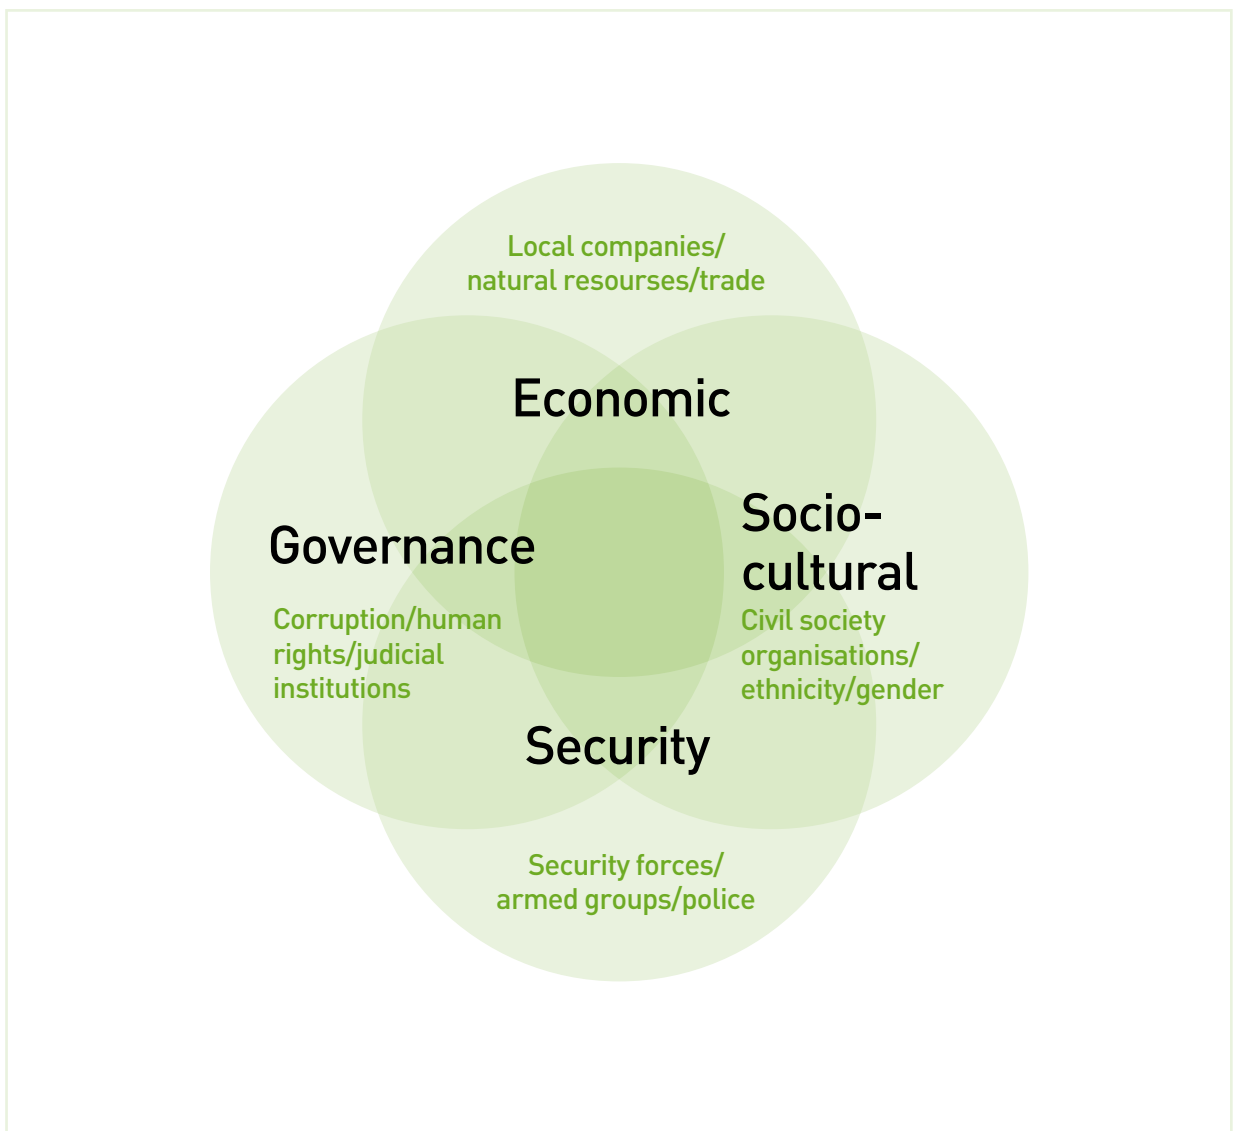 Local companies/
natural resourses/trade
Economic
Governance
Corruption/human
rights/judicial
institutions
Socio-
cultural
Civil society
organisations/
ethnicity/gender
Security
Security forces/
armed groups/police